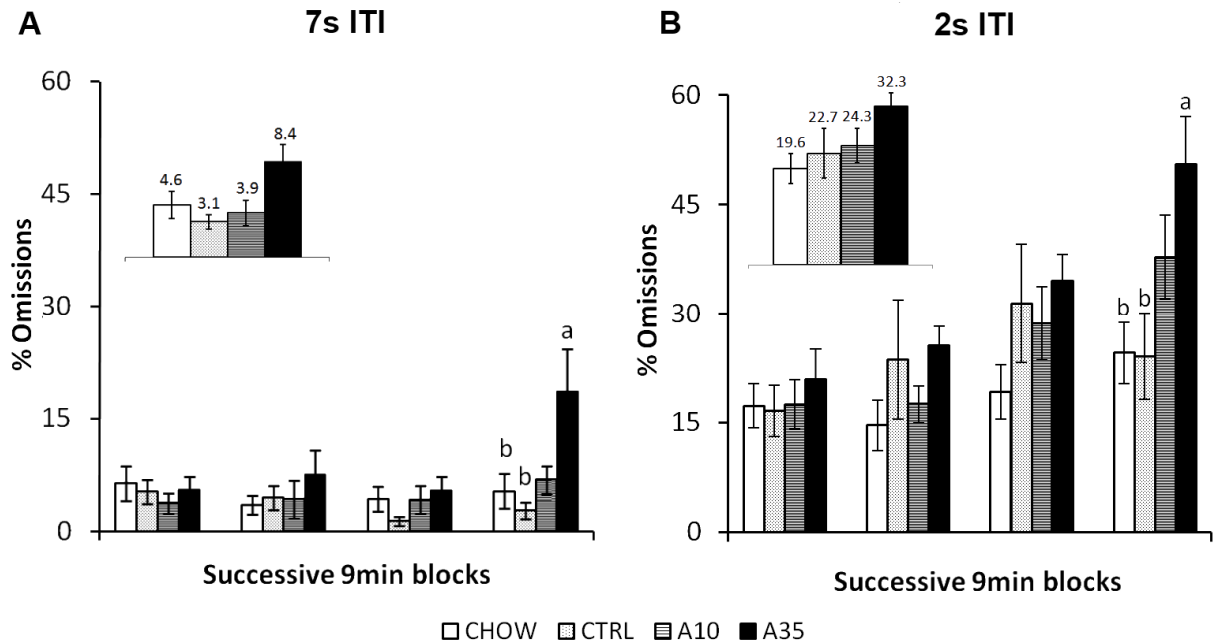 A 7s ITI
% Omissions
60
45
30
15
0
4.6 3.1 3.9 8.4
b b a
Successive 9min blocks
B 2s ITI
% Omissions
60
45
30
15
0
19.6 22.7 24.3 32.3
b b a
Successive 9min blocks
CHOW CTRL A10 A35